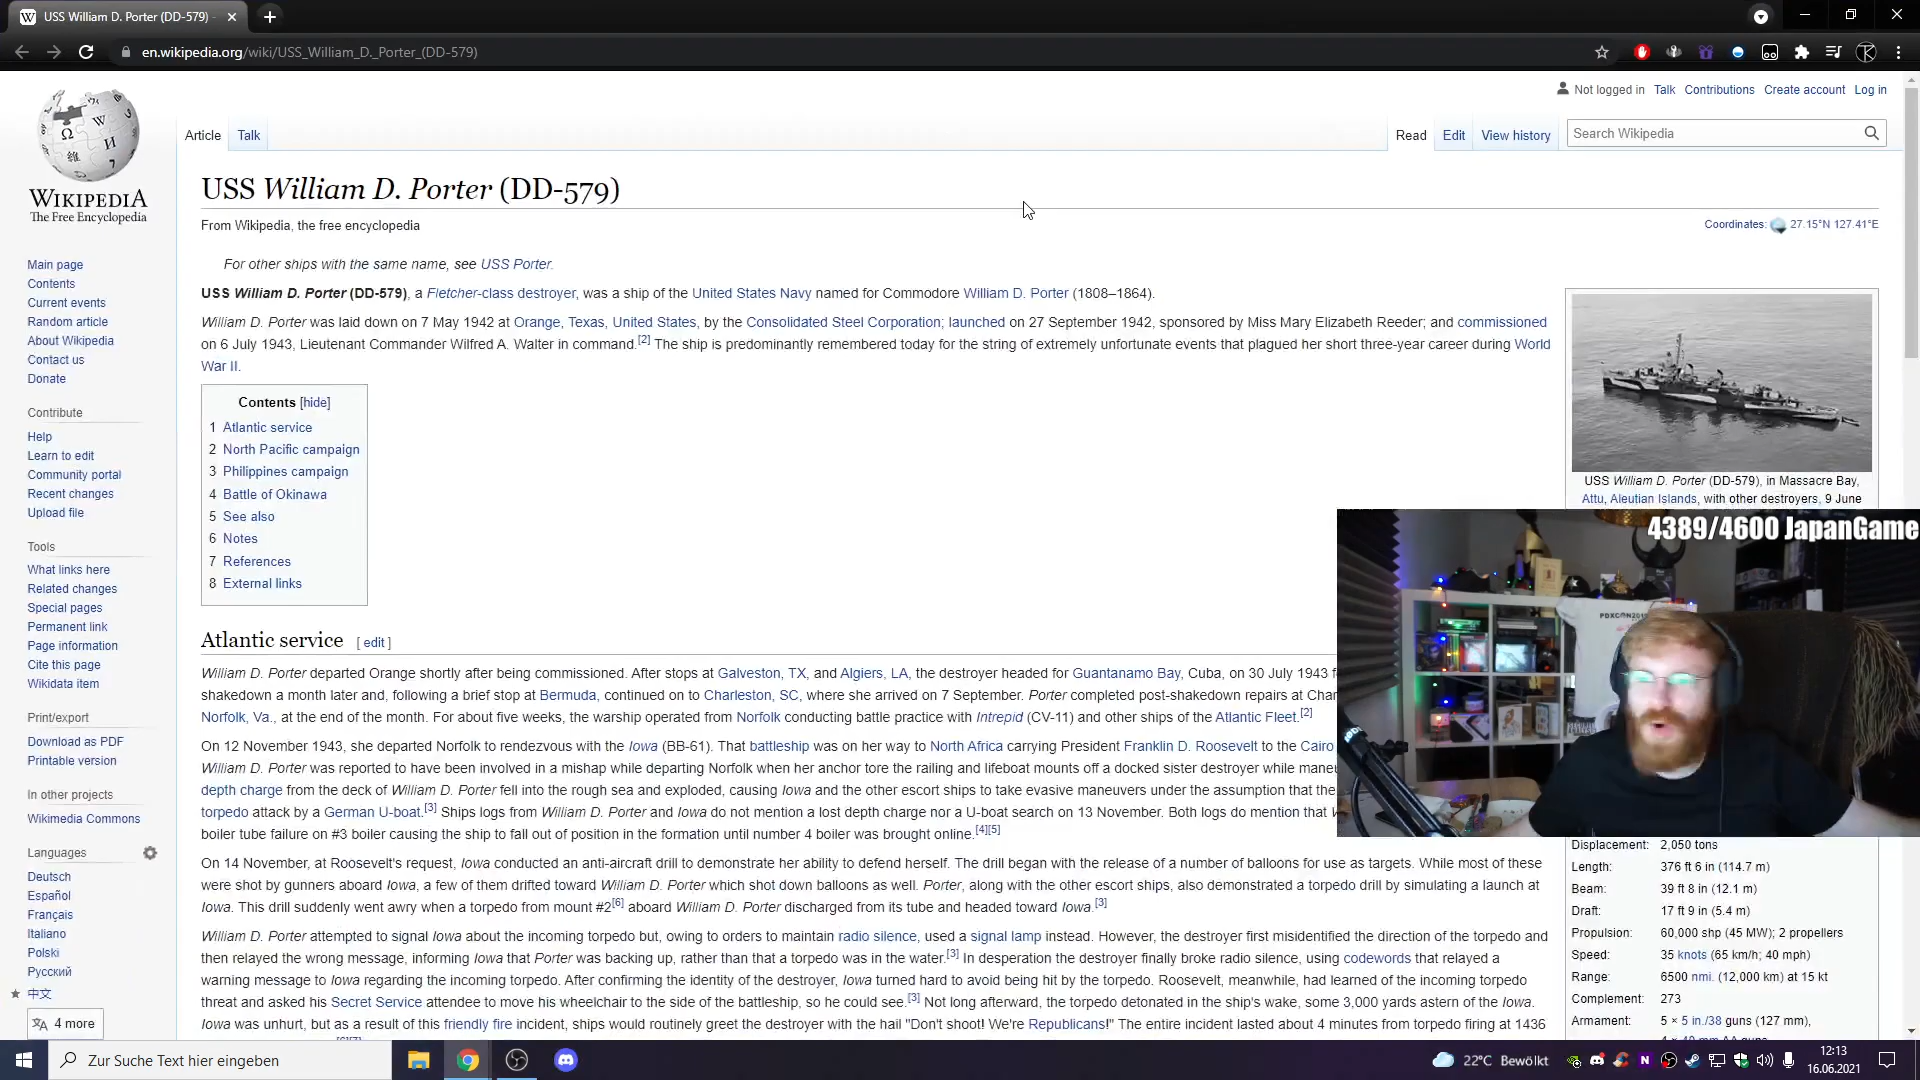 USS William D. Porter (DD-579) -
en.wikipedia.org/wiki/USS_William_D._Porter_(DD-579)
Not logged in Talk Contributions Create account Log in
Article Talk Read Edit View history Search Wikipedia
WIKIPEDIA
The Free Encyclopedia
USS William D. Porter (DD-579)
From Wikipedia, the free encyclopedia
Coordinates: 27.15°N 127.41°E
For other ships with the same name, see USS Porter.
USS William D. Porter (DD-579), a Fletcher-class destroyer, was a ship of the United States Navy named for Commodore William D. Porter (1808–1864).
William D. Porter was laid down on 7 May 1942 at Orange, Texas, United States, by the Consolidated Steel Corporation; launched on 27 September 1942, sponsored by Miss Mary Elizabeth Reeder; and commissioned
on 6 July 1943, Lieutenant Commander Wilfred A. Walter in command.[2] The ship is predominantly remembered today for the string of extremely unfortunate events that plagued her short three-year career during World
War II.
Contents [hide]
1 Atlantic service
2 North Pacific campaign
3 Philippines campaign
4 Battle of Okinawa
5 See also
6 Notes
7 References
8 External links
Atlantic service [ edit ]
William D. Porter departed Orange shortly after being commissioned. After stops at Galveston, TX, and Algiers, LA, the destroyer headed for Guantanamo Bay, Cuba, on 30 July 1943
shakedown a month later and, following a brief stop at Bermuda, continued on to Charleston, SC, where she arrived on 7 September. Porter completed post-shakedown repairs at
Norfolk, Va., at the end of the month. For about five weeks, the warship operated from Norfolk conducting battle practice with Intrepid (CV-11) and other ships of the Atlantic Fleet.[2]
On 12 November 1943, she departed Norfolk to rendezvous with the Iowa (BB-61). That battleship was on her way to North Africa carrying President Franklin D. Roosevelt to the Cairo
William D. Porter was reported to have been involved in a mishap while departing Norfolk when her anchor tore the railing and lifeboat mounts off a docked sister destroyer while
depth charge from the deck of William D. Porter fell into the rough sea and exploded, causing Iowa and the other escort ships to take evasive maneuvers under the assumption that the
torpedo attack by a German U-boat.[3] Ships logs from William D. Porter and Iowa do not mention a lost depth charge nor a U-boat search on 13 November. Both logs do mention that
boiler tube failure on #3 boiler causing the ship to fall out of position in the formation until number 4 boiler was brought online.[4][5]
On 14 November, at Roosevelt's request, Iowa conducted an anti-aircraft drill to demonstrate her ability to defend herself. The drill began with the release of a number of balloons for use as targets. While most of these
were shot by gunners aboard Iowa, a few of them drifted toward William D. Porter which shot down balloons as well. Porter, along with the other escort ships, also demonstrated a torpedo drill by simulating a launch at
Iowa. This drill suddenly went awry when a torpedo from mount #2[6] aboard William D. Porter discharged from its tube and headed toward Iowa.[3]
William D. Porter attempted to signal Iowa about the incoming torpedo but, owing to orders to maintain radio silence, used a signal lamp instead. However, the destroyer first misidentified the direction of the torpedo and
then relayed the wrong message, informing Iowa that Porter was backing up, rather than that a torpedo was in the water.[3] In desperation the destroyer finally broke radio silence, using codewords that relayed a
warning message to Iowa regarding the incoming torpedo. After confirming the identity of the destroyer, Iowa turned hard to avoid being hit by the torpedo. Roosevelt, meanwhile, had learned of the incoming torpedo
threat and asked his Secret Service attendee to move his wheelchair to the side of the battleship, so he could see.[3] Not long afterward, the torpedo detonated in the ship's wake, some 3,000 yards astern of the Iowa.
Iowa was unhurt, but as a result of this friendly fire incident, ships would routinely greet the destroyer with the hail "Don't shoot! We're Republicans!" The entire incident lasted about 4 minutes from torpedo firing at 1436
Main page
Contents
Current events
Random article
About Wikipedia
Contact us
Donate
Contribute
Help
Learn to edit
Community portal
Recent changes
Upload file
Tools
What links here
Related changes
Special pages
Permanent link
Page information
Cite this page
Wikidata item
Print/export
Download as PDF
Printable version
In other projects
Wikimedia Commons
Languages
Deutsch
Español
Français
Italiano
Polski
Русский
中文
4 more
USS William D. Porter (DD-579), in Massacre Bay,
Attu, Aleutian Islands, with other destroyers, 9 June
4389/4600 JapanGame
PDXCON2019
Displacement: 2,050 tons
Length: 376 ft 6 in (114.7 m)
Beam: 39 ft 8 in (12.1 m)
Draft: 17 ft 9 in (5.4 m)
Propulsion: 60,000 shp (45 MW); 2 propellers
Speed: 35 knots (65 km/h; 40 mph)
Range: 6500 nmi. (12,000 km) at 15 kt
Complement: 273
Armament: 5 × 5 in./38 guns (127 mm),
Zur Suche Text hier eingeben
22°C Bewölkt
12:13
16.06.2021